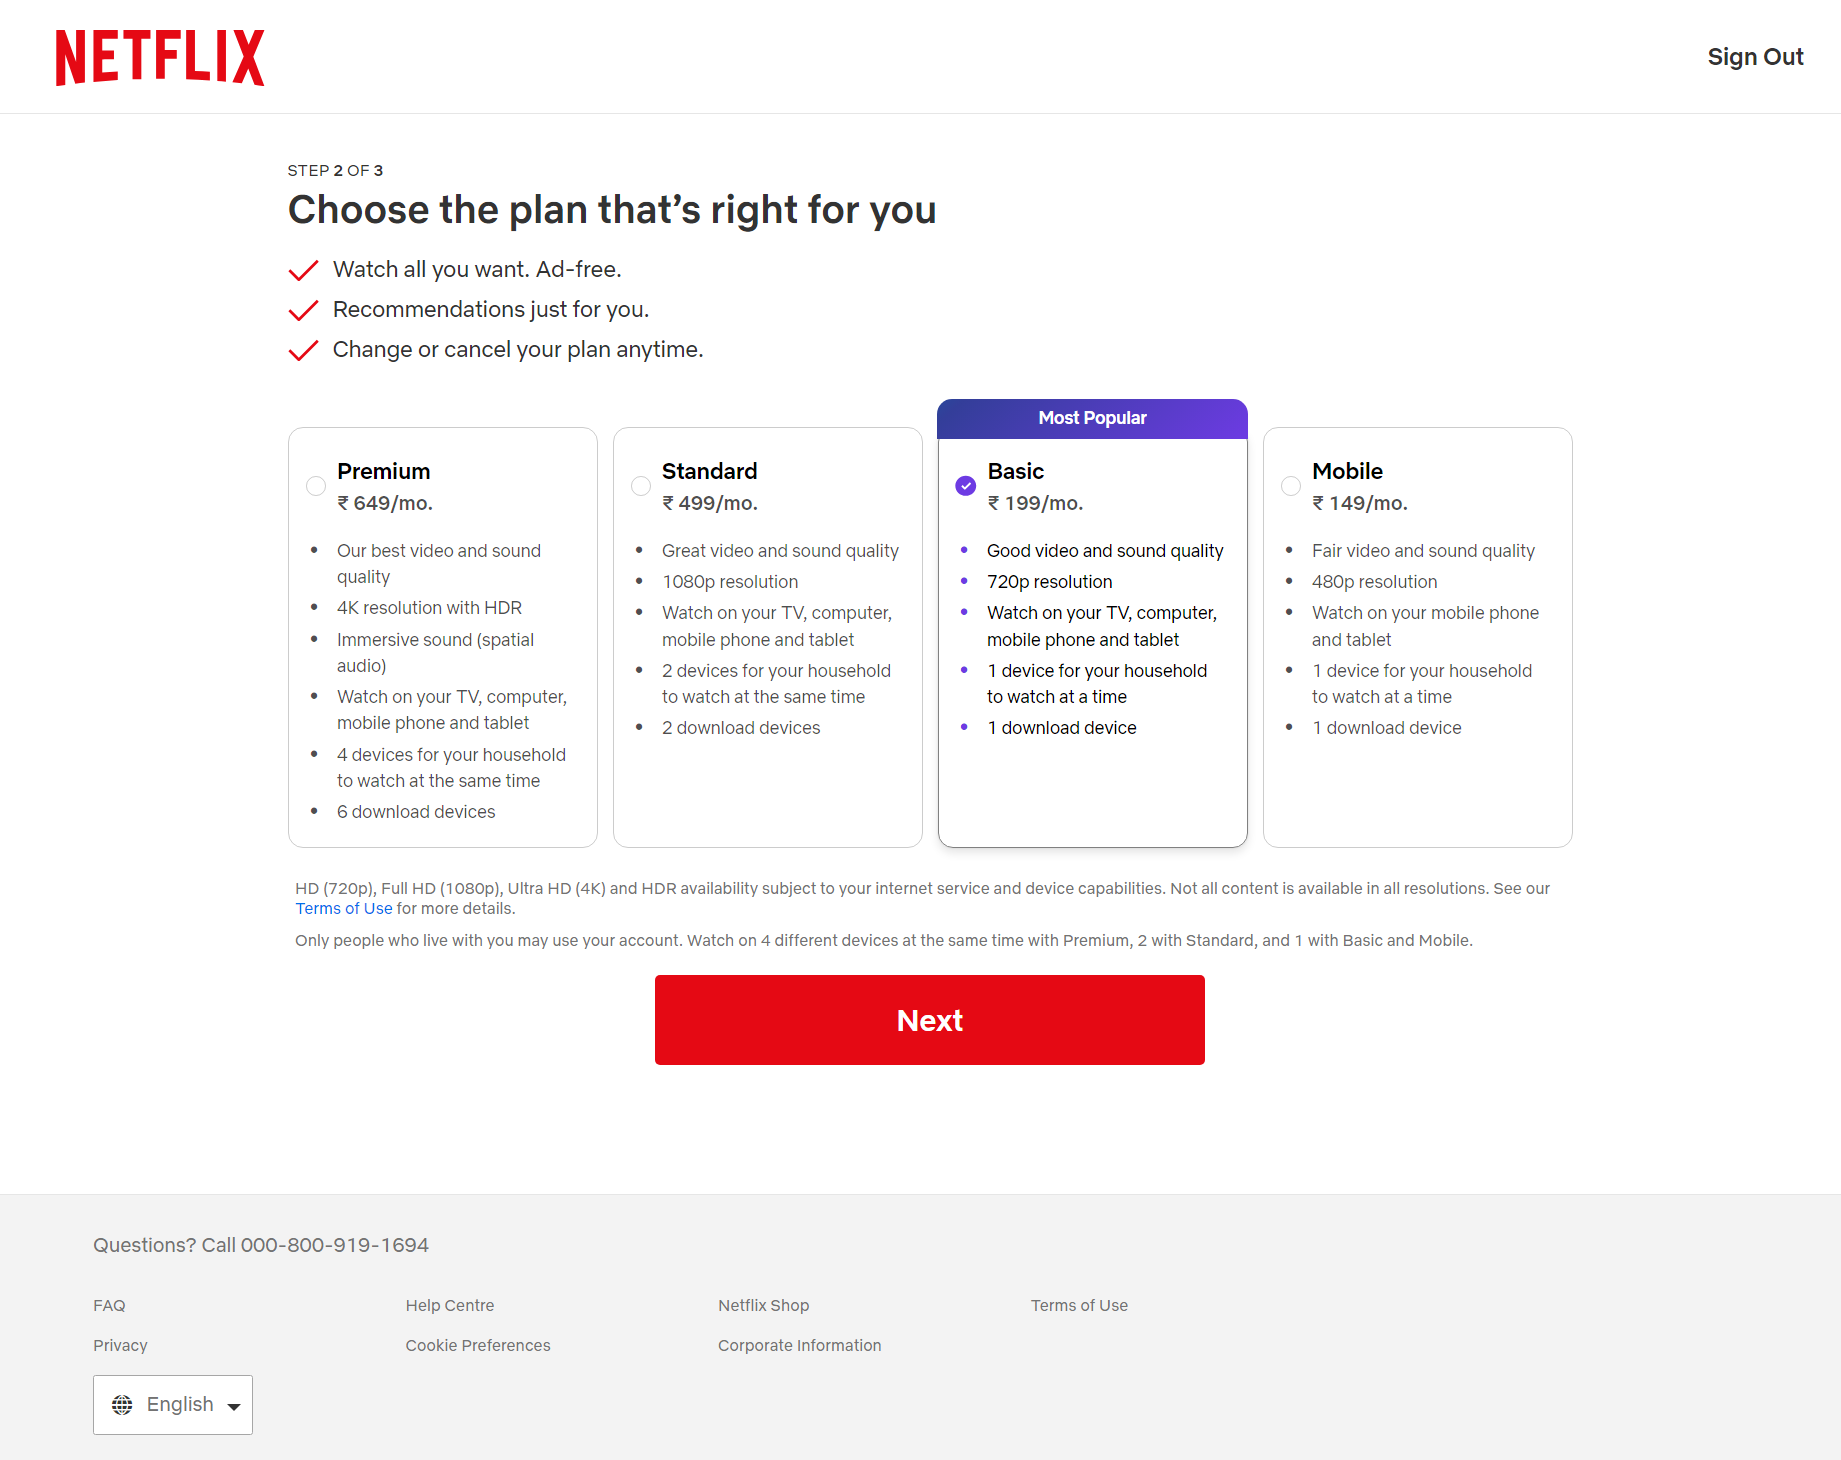 NETFLIX
Sign Out
STEP 2 OF 3
Choose the plan that’s right for you
Watch all you want. Ad-free.
Recommendations just for you.
Change or cancel your plan anytime.
Premium
₹ 649/mo.
Our best video and sound
quality
4K resolution with HDR
Immersive sound (spatial
audio)
Watch on your TV, computer,
mobile phone and tablet
4 devices for your household
to watch at the same time
6 download devices
Standard
₹ 499/mo.
Great video and sound quality
1080p resolution
Watch on your TV, computer,
mobile phone and tablet
2 devices for your household
to watch at the same time
2 download devices
Most Popular
Basic
₹ 199/mo.
Good video and sound quality
720p resolution
Watch on your TV, computer,
mobile phone and tablet
1 device for your household
to watch at a time
1 download device
Mobile
₹ 149/mo.
Fair video and sound quality
480p resolution
Watch on your mobile phone
and tablet
1 device for your household
to watch at a time
1 download device
HD (720p), Full HD (1080p), Ultra HD (4K) and HDR availability subject to your internet service and device capabilities. Not all content is available in all resolutions. See our
Terms of Use for more details.
Only people who live with you may use your account. Watch on 4 different devices at the same time with Premium, 2 with Standard, and 1 with Basic and Mobile.
Next
Questions? Call 000-800-919-1694
FAQ
Help Centre
Netflix Shop
Terms of Use
Privacy
Cookie Preferences
Corporate Information
English